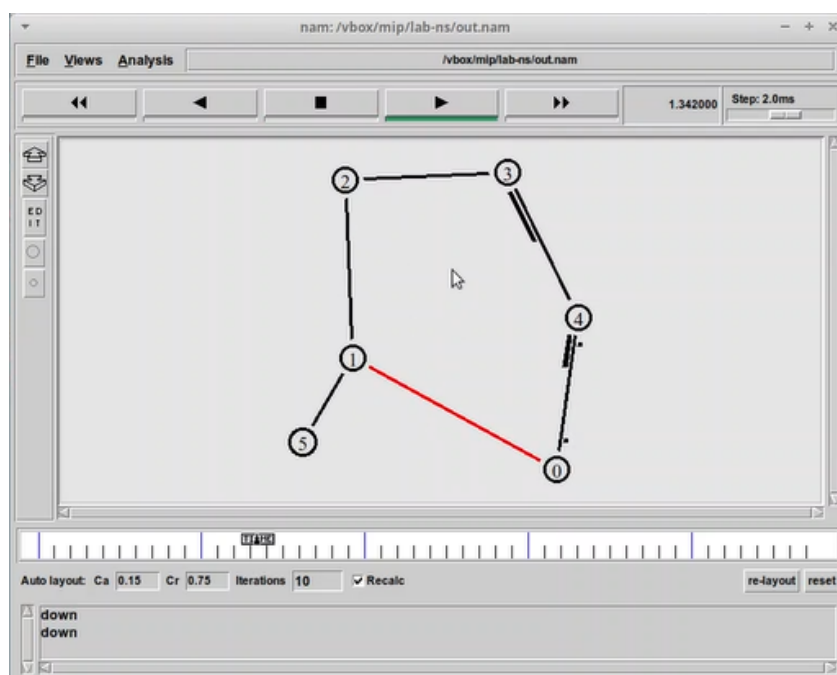 nam: /vbox/mip/lab-ns/out.nam
File Views Analysis /vbox/mip/lab-ns/out.nam
1.342000 Step: 2.0ms
ED
IT
2
3
4
1
5
0
TIME
Auto layout: Ca 0.15 Cr 0.75 Iterations 10 Recalc re-layout reset
down
down